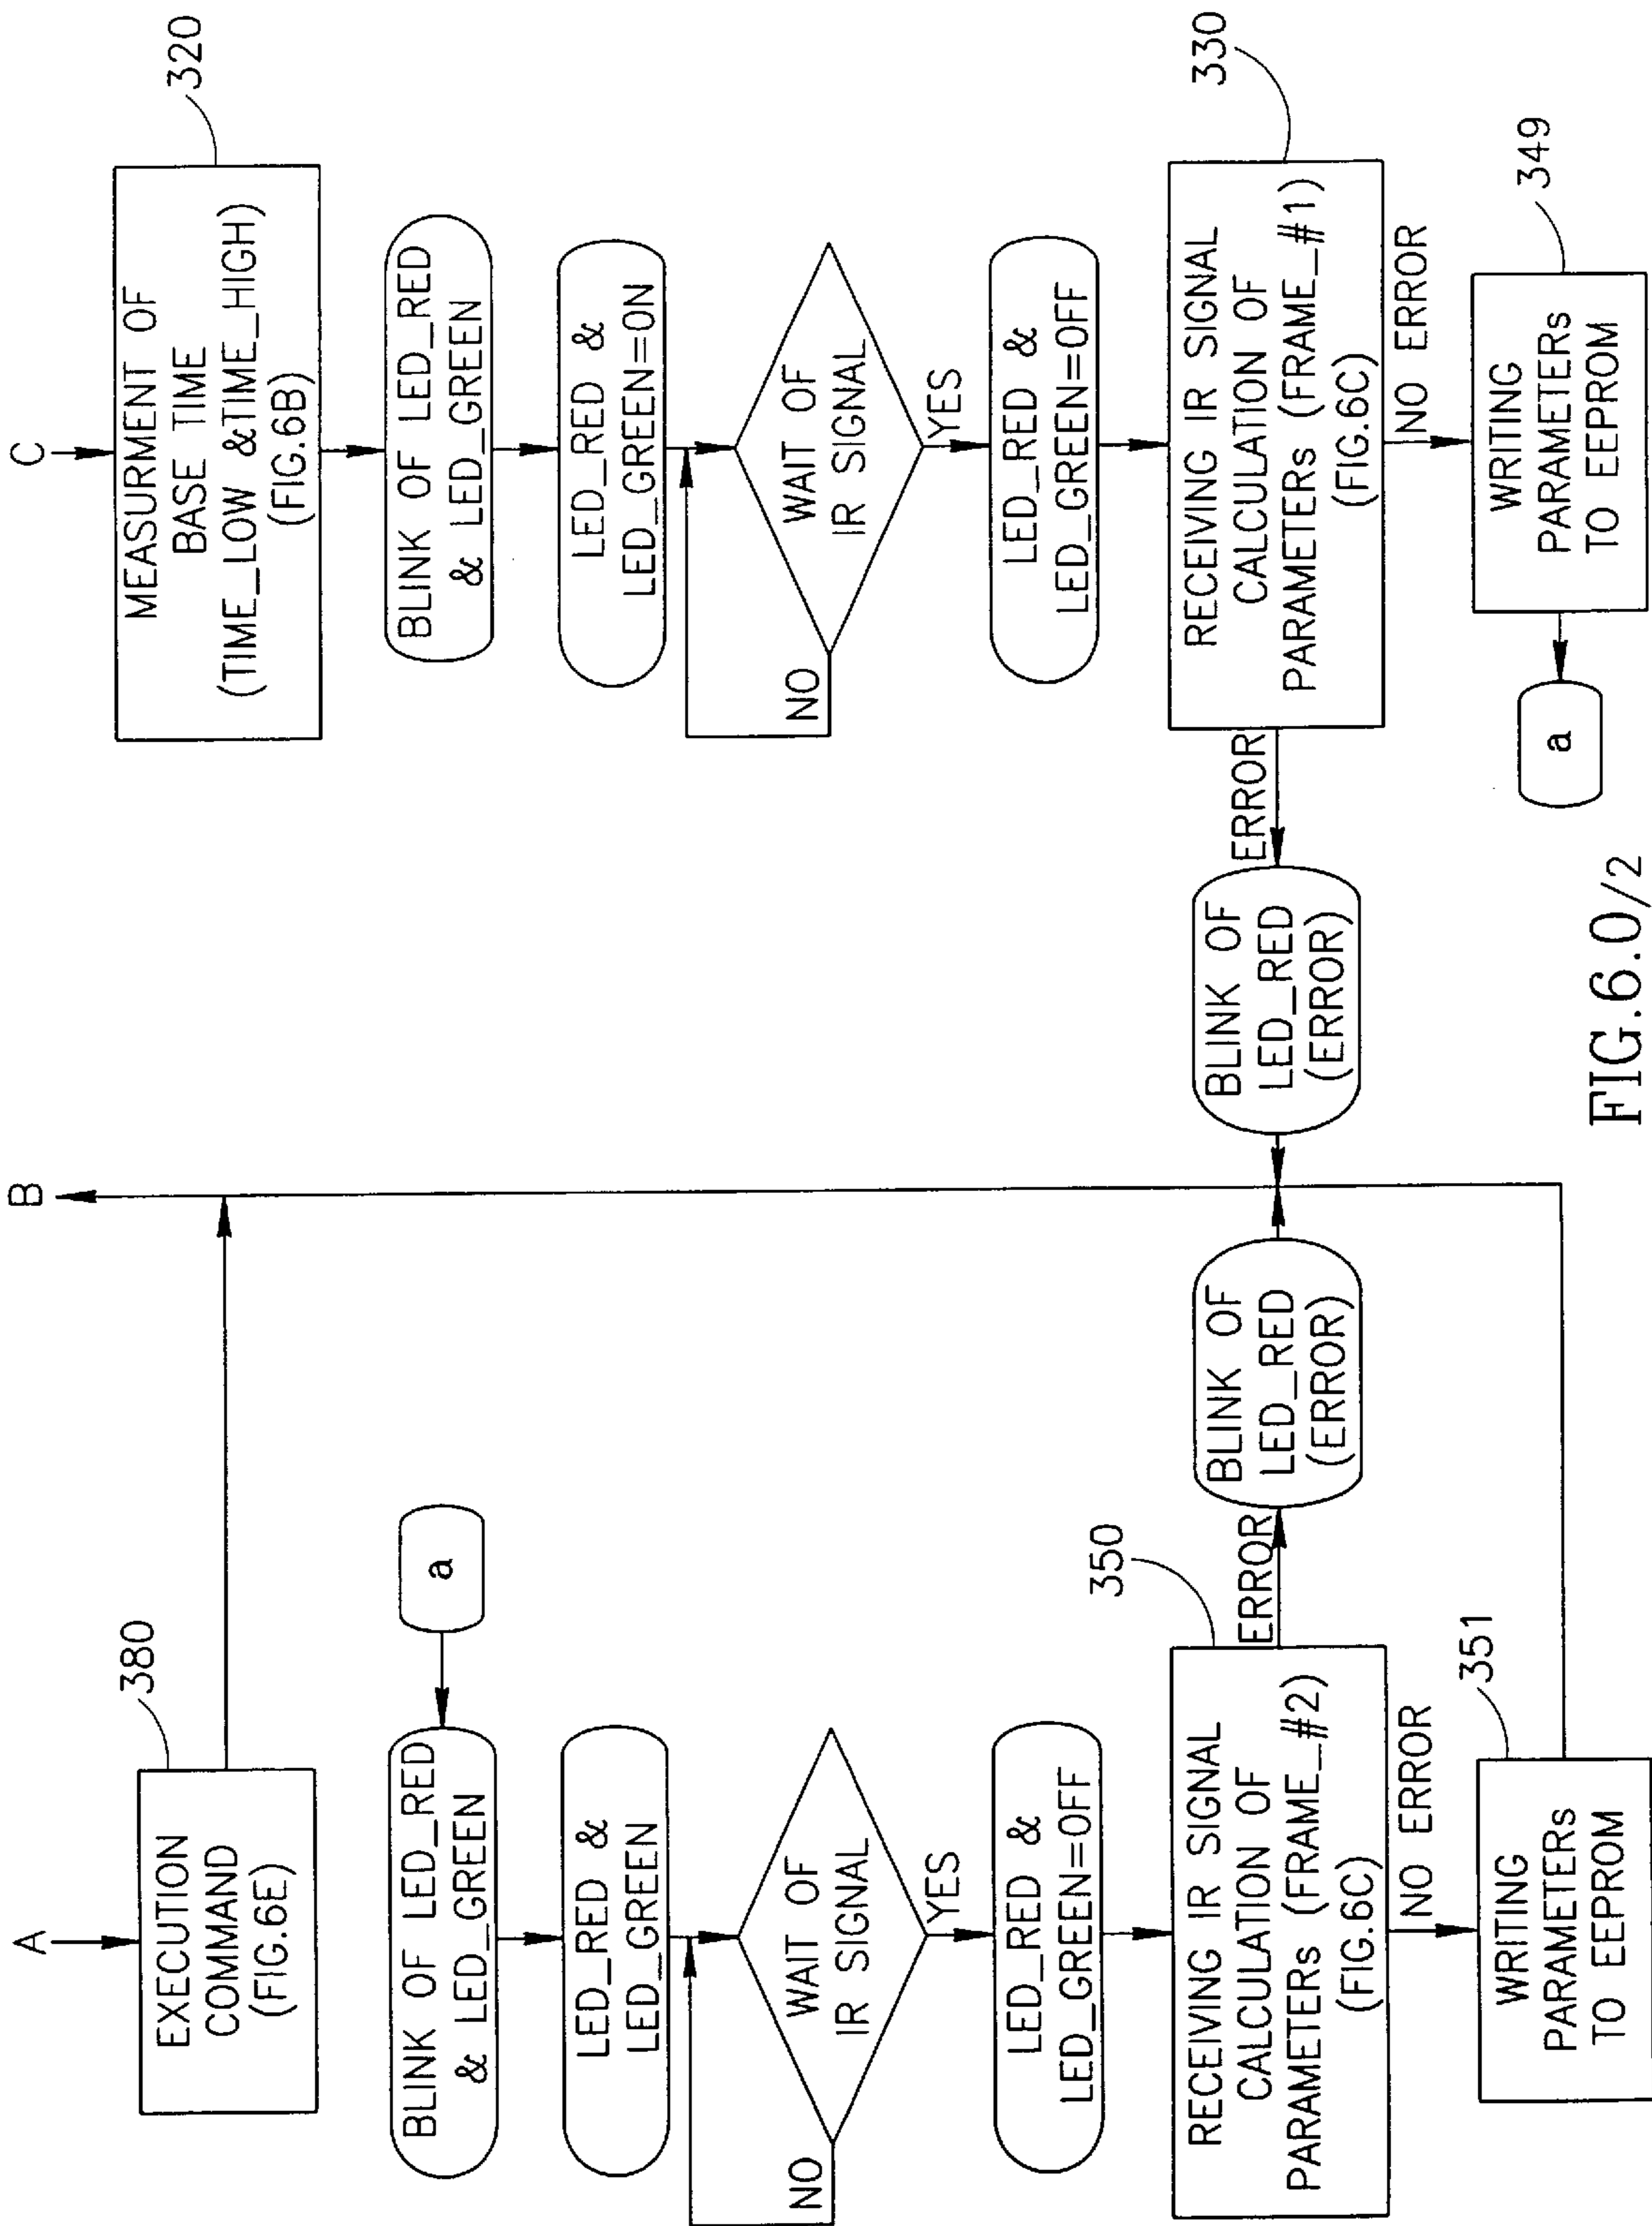 A
EXECUTION
COMMAND
(FIG.6E)
380
a
BLINK OF LED_RED
& LED_GREEN
LED_RED &
LED_GREEN
WAIT OF
IR SIGNAL
NO
YES
LED_RED &
LED_GREEN=OFF
RECEIVING IR SIGNAL
CALCULATION OF
PARAMETERS (FRAME_#2)
(FIG.6C)
350
ERROR
BLINK OF
LED_RED
(ERROR)
NO ERROR
WRITING
PARAMETERs
TO EEPROM
351
B
C
MEASURMENT OF
BASE TIME
(TIME_LOW &TIME_HIGH)
(FIG.6B)
320
BLINK OF LED_RED
& LED_GREEN
LED_RED &
LED_GREEN=ON
WAIT OF
IR SIGNAL
NO
YES
LED_RED &
LED_GREEN=OFF
RECEIVING IR SIGNAL
CALCULATION OF
PARAMETERs (FRAME_#1)
(FIG.6C)
330
ERROR
BLINK OF
LED_RED
(ERROR)
NO ERROR
WRITING
PARAMETERs
TO EEPROM
349
a
FIG.6.0/2